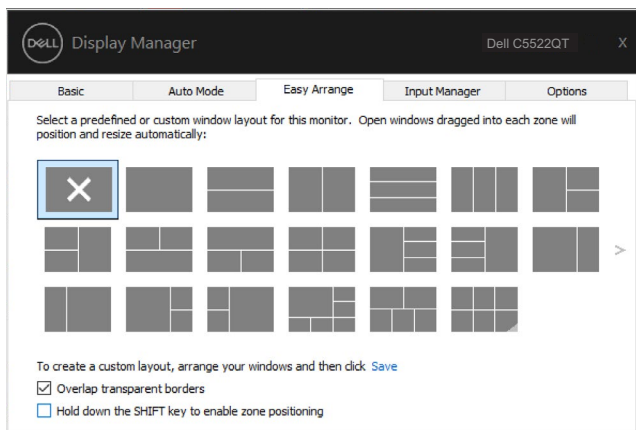 DELL Display Manager Dell C5522QT X
Basic Auto Mode Easy Arrange Input Manager Options
Select a predefined or custom window layout for this monitor. Open windows dragged into each zone will
position and resize automatically:
>
To create a custom layout, arrange your windows and then click Save
Overlap transparent borders
Hold down the SHIFT key to enable zone positioning